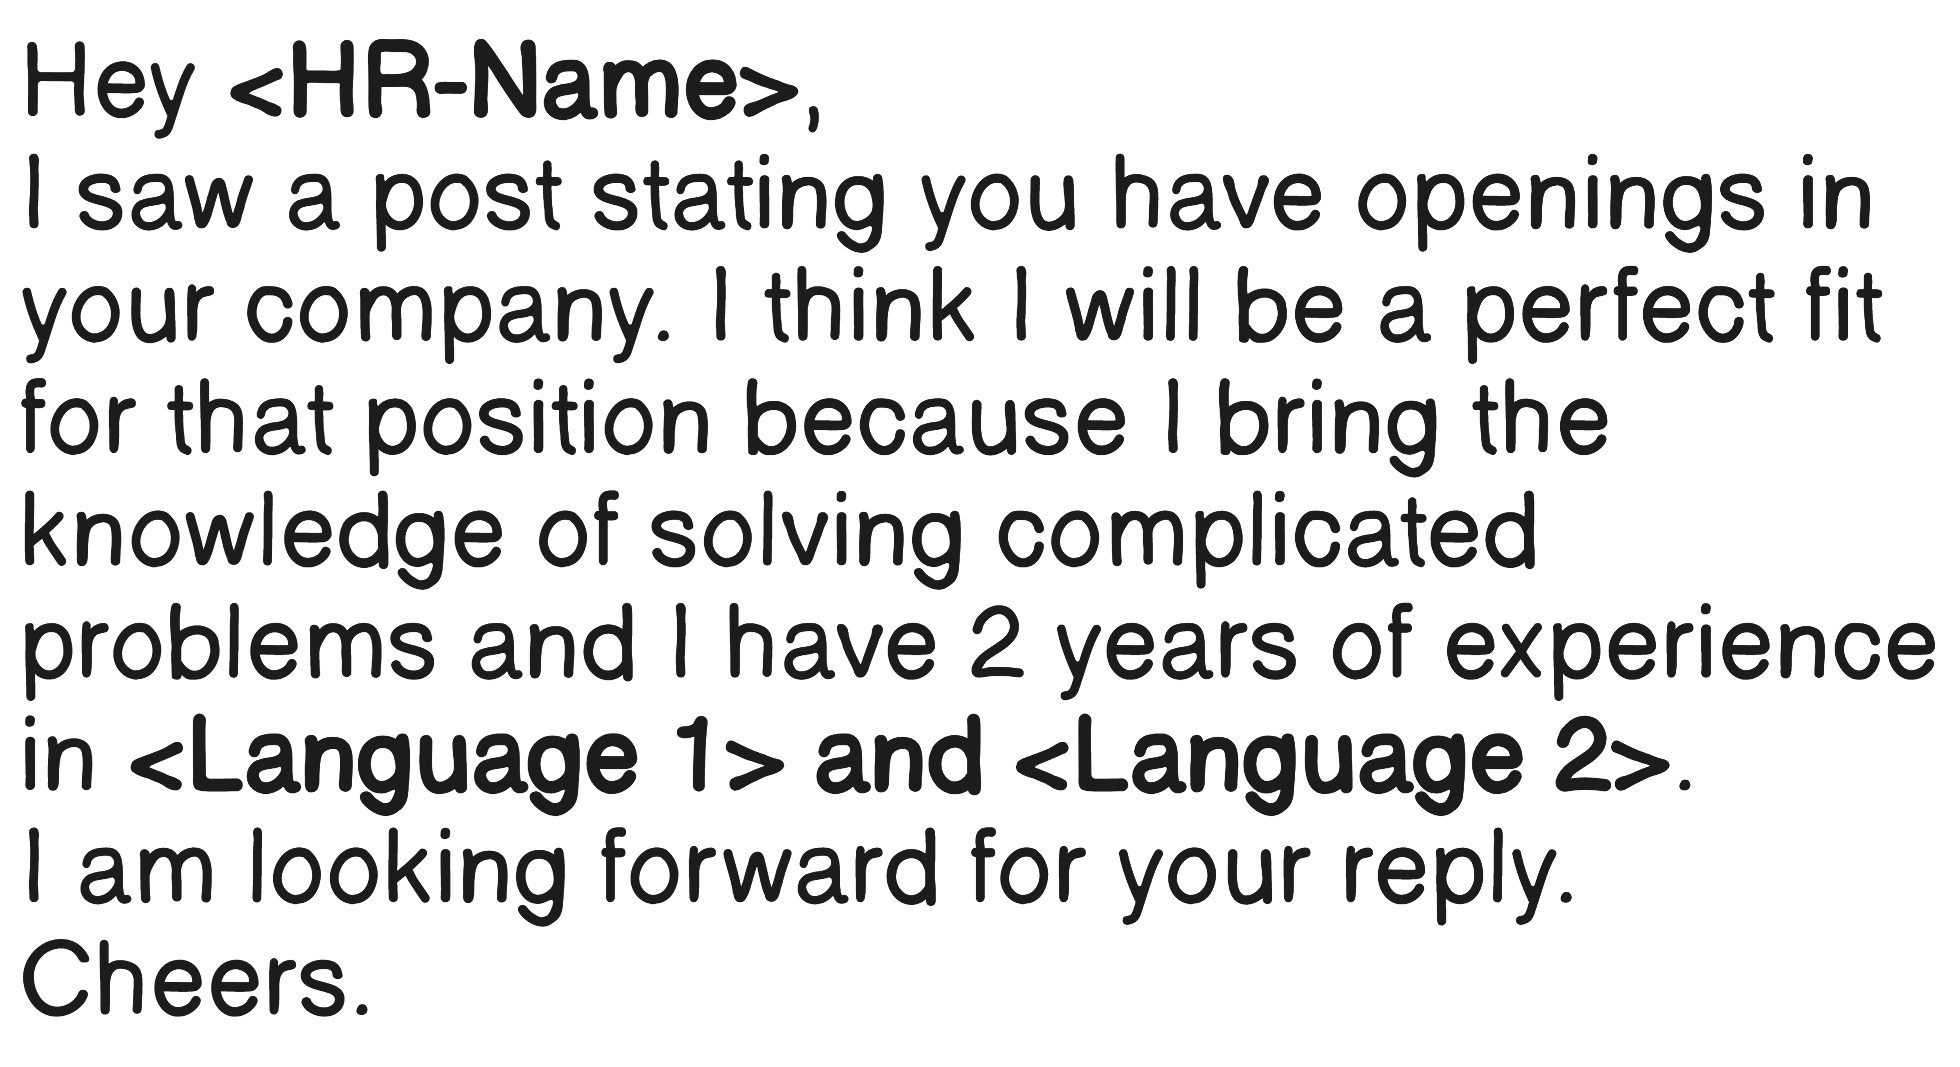 Hey <HR-Name>,
I saw a post stating you have openings in
your company. I think I will be a perfect fit
for that position because I bring the
knowledge of solving complicated
problems and I have 2 years of experience
in <Language 1> and <Language 2>.
I am looking forward for your reply.
Cheers.